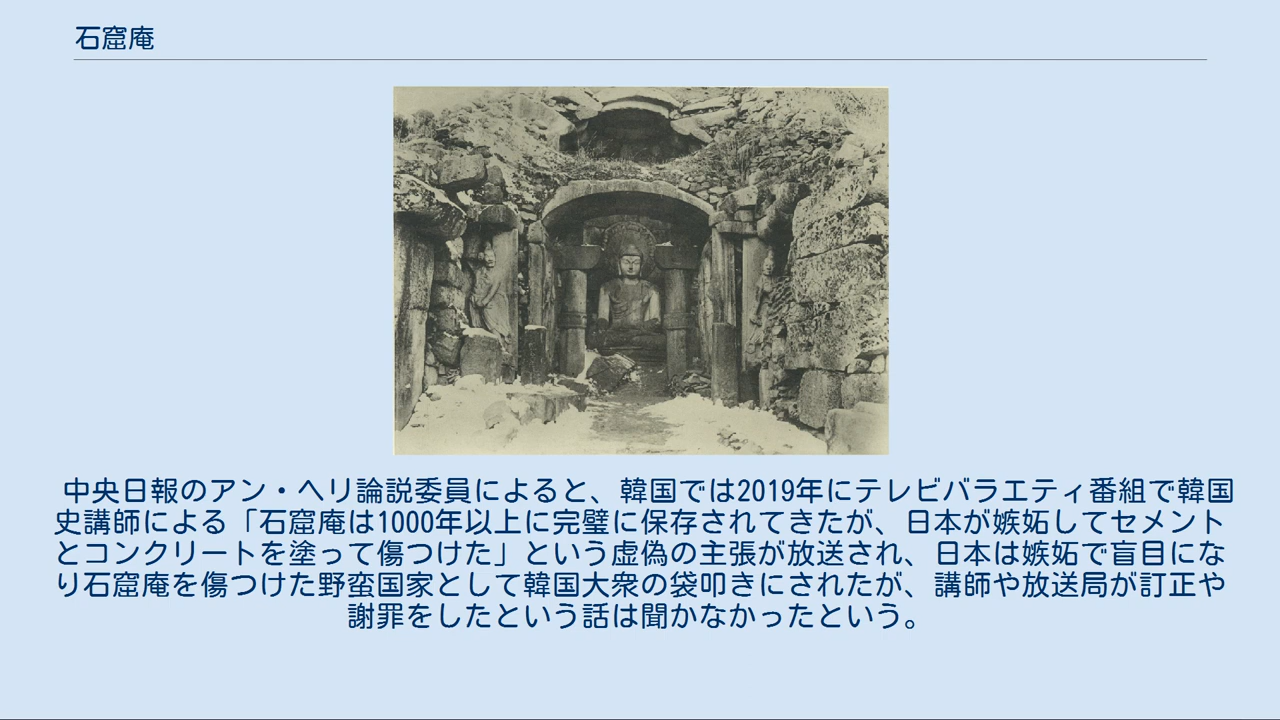 石窟庵
中央日報のアン・ヘリ論説委員によると、韓国では2019年にテレビバラエティ番組で韓国
史講師による「石窟庵は1000年以上に完璧に保存されてきたが、日本が嫉妬してセメント
とコンクリートを塗って傷つけた」という虚偽の主張が放送され、日本は嫉妬で盲目にな
り石窟庵を傷つけた野蛮国家として韓国大衆の袋叩きにされたが、講師や放送局が訂正や
謝罪をしたという話は聞かなかったという。